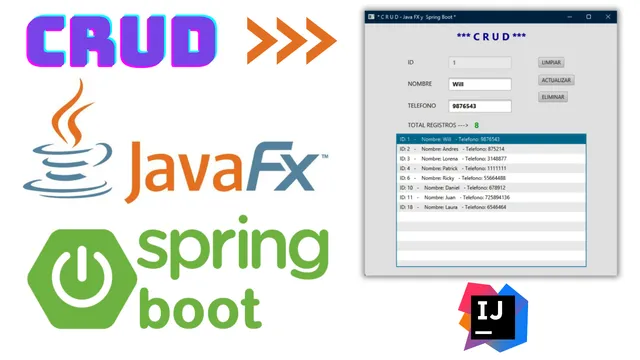 CRUD >>>
JavaFx™
spring
boot
* C R U D - Java FX y Spring Boot *
*** C R U D ***
ID 1 LIMPIAR
NOMBRE Will ACTUALIZAR
ELIMINAR
TELEFONO 9876543
TOTAL REGISTROS ---> 8
ID: 1 - Nombre: Will - Telefono: 9876543
ID: 2 - Nombre: Andres - Telefono: 875214
ID: 3 - Nombre: Lorena - Telefono: 3148877
ID: 4 - Nombre: Patrick - Telefono: 1111111
ID: 6 - Nombre: Ricky - Telefono: 55664488
ID: 10 - Nombre: Daniel - Telefono: 678912
ID: 11 - Nombre: Juan - Telefono: 725894136
ID: 18 - Nombre: Laura - Telefono: 6546464
IJ